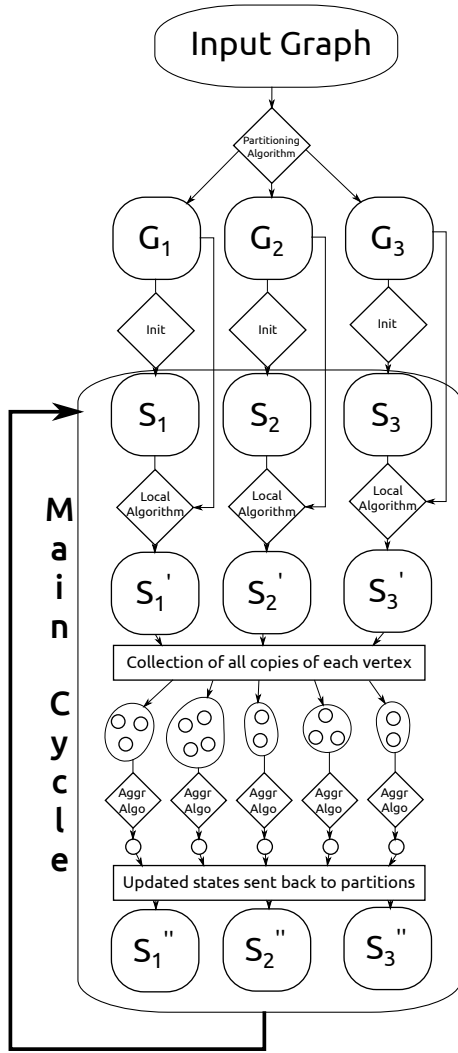 Input Graph
Partitioning
Algorithm
G1 G2 G3
Init Init Init
S1 S2 S3
Local
Algorithm
Local
Algorithm
Local
Algorithm
S1' S2' S3'
Main Cycle
Collection of all copies of each vertex
Aggr
Algo
Aggr
Algo
Aggr
Algo
Aggr
Algo
Aggr
Algo
Updated states sent back to partitions
S1'' S2'' S3''